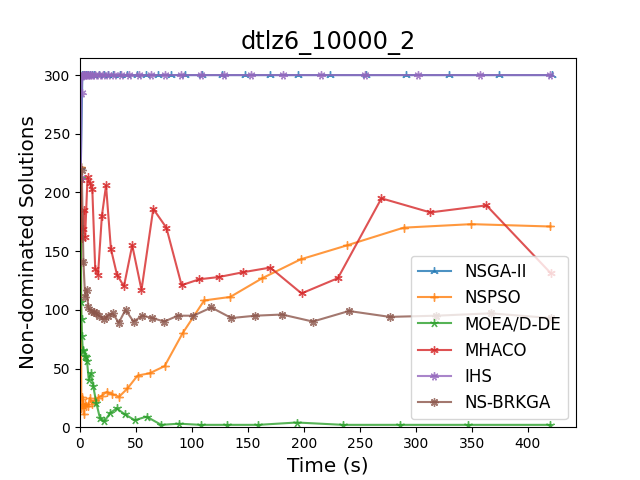 dtlz6_10000_2
Non-dominated Solutions
300
250
200
150
100
50
0
0 50 100 150 200 250 300 350 400
Time (s)
NSGA-II
NSPSO
MOEA/D-DE
MHACO
IHS
NS-BRKGA